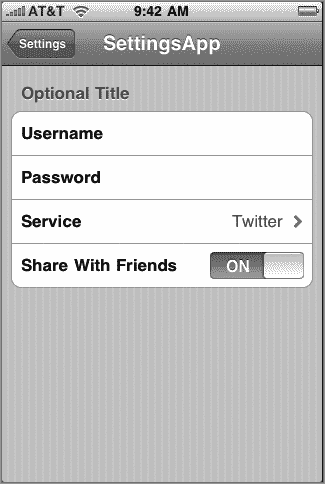 AT&T 9:42 AM
Settings SettingsApp
Optional Title
Username
Password
Service Twitter
Share With Friends ON